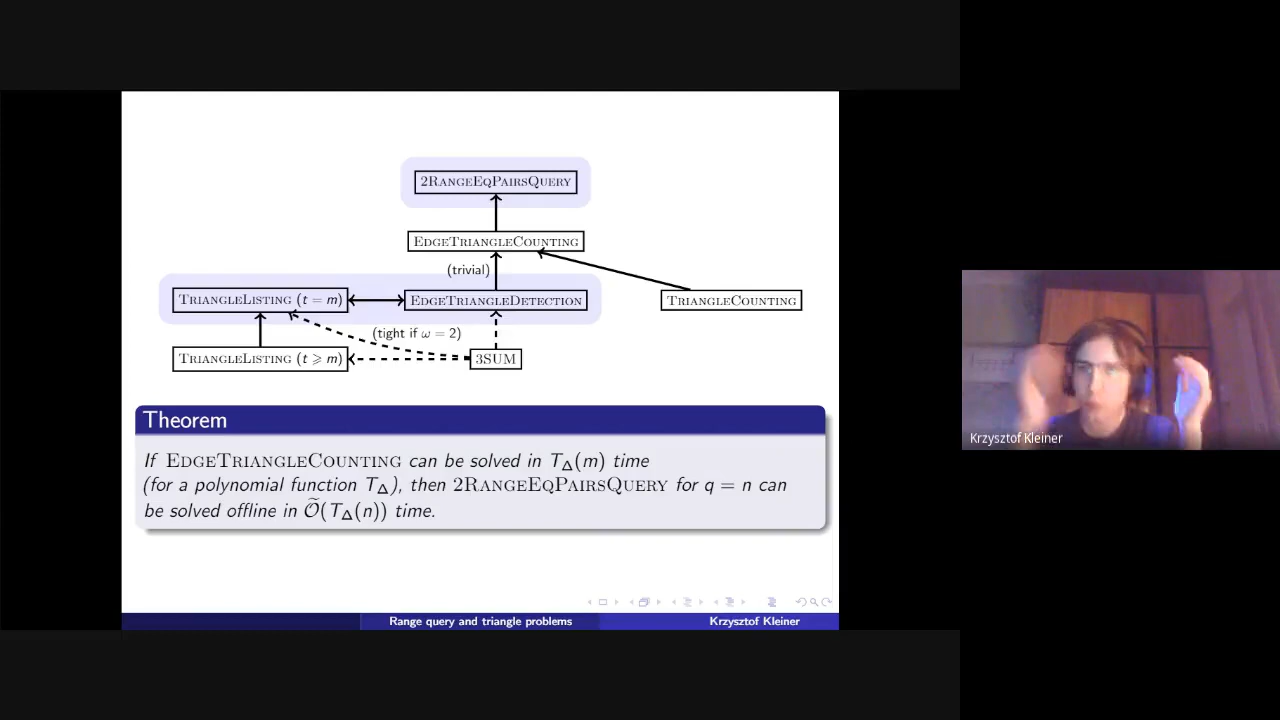 2RangeEqPairsQuery
EdgeTriangleCounting
(trivial)
TriangleListing (t = m)
EdgeTriangleDetection
TriangleCounting
(tight if ω = 2)
TriangleListing (t ⩾ m)
3SUM
Theorem
If EdgeTriangleCounting can be solved in T_Δ(m) time
(for a polynomial function T_Δ), then 2RangeEqPairsQuery for q = n can
be solved offline in Õ(T_Δ(n)) time.
Krzysztof Kleiner
Range query and triangle problems
Krzysztof Kleiner